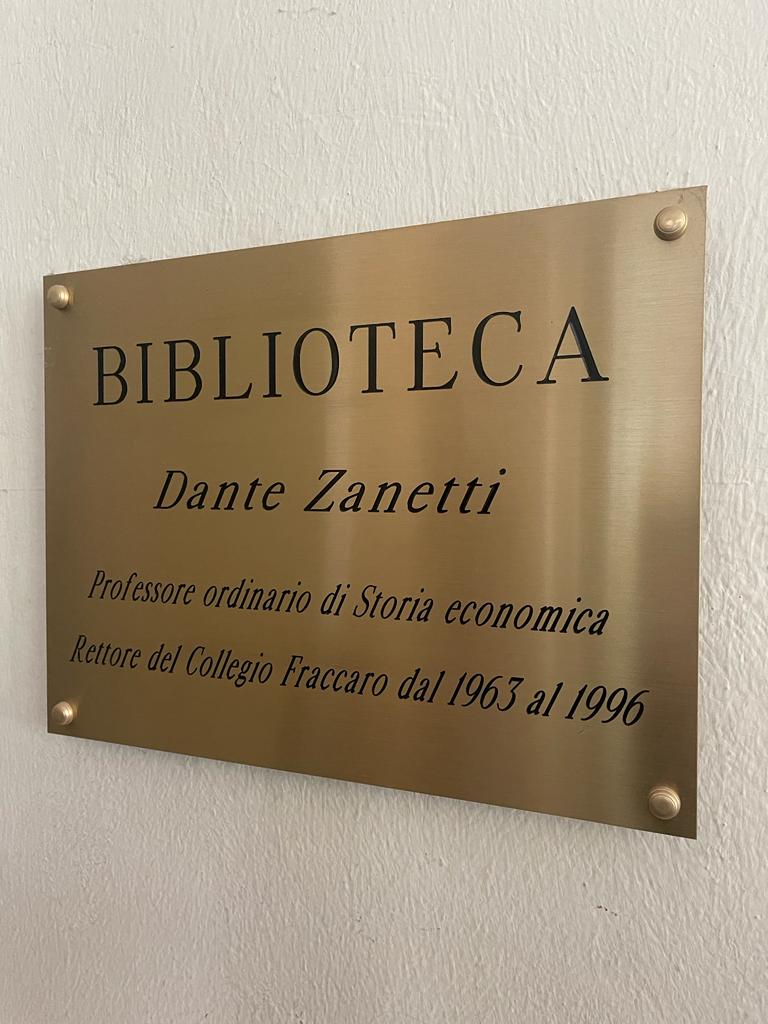 BIBLIOTECA
Dante Zanetti
Professore ordinario di Storia economica
Rettore del Collegio Fraccaro dal 1963 al 1996